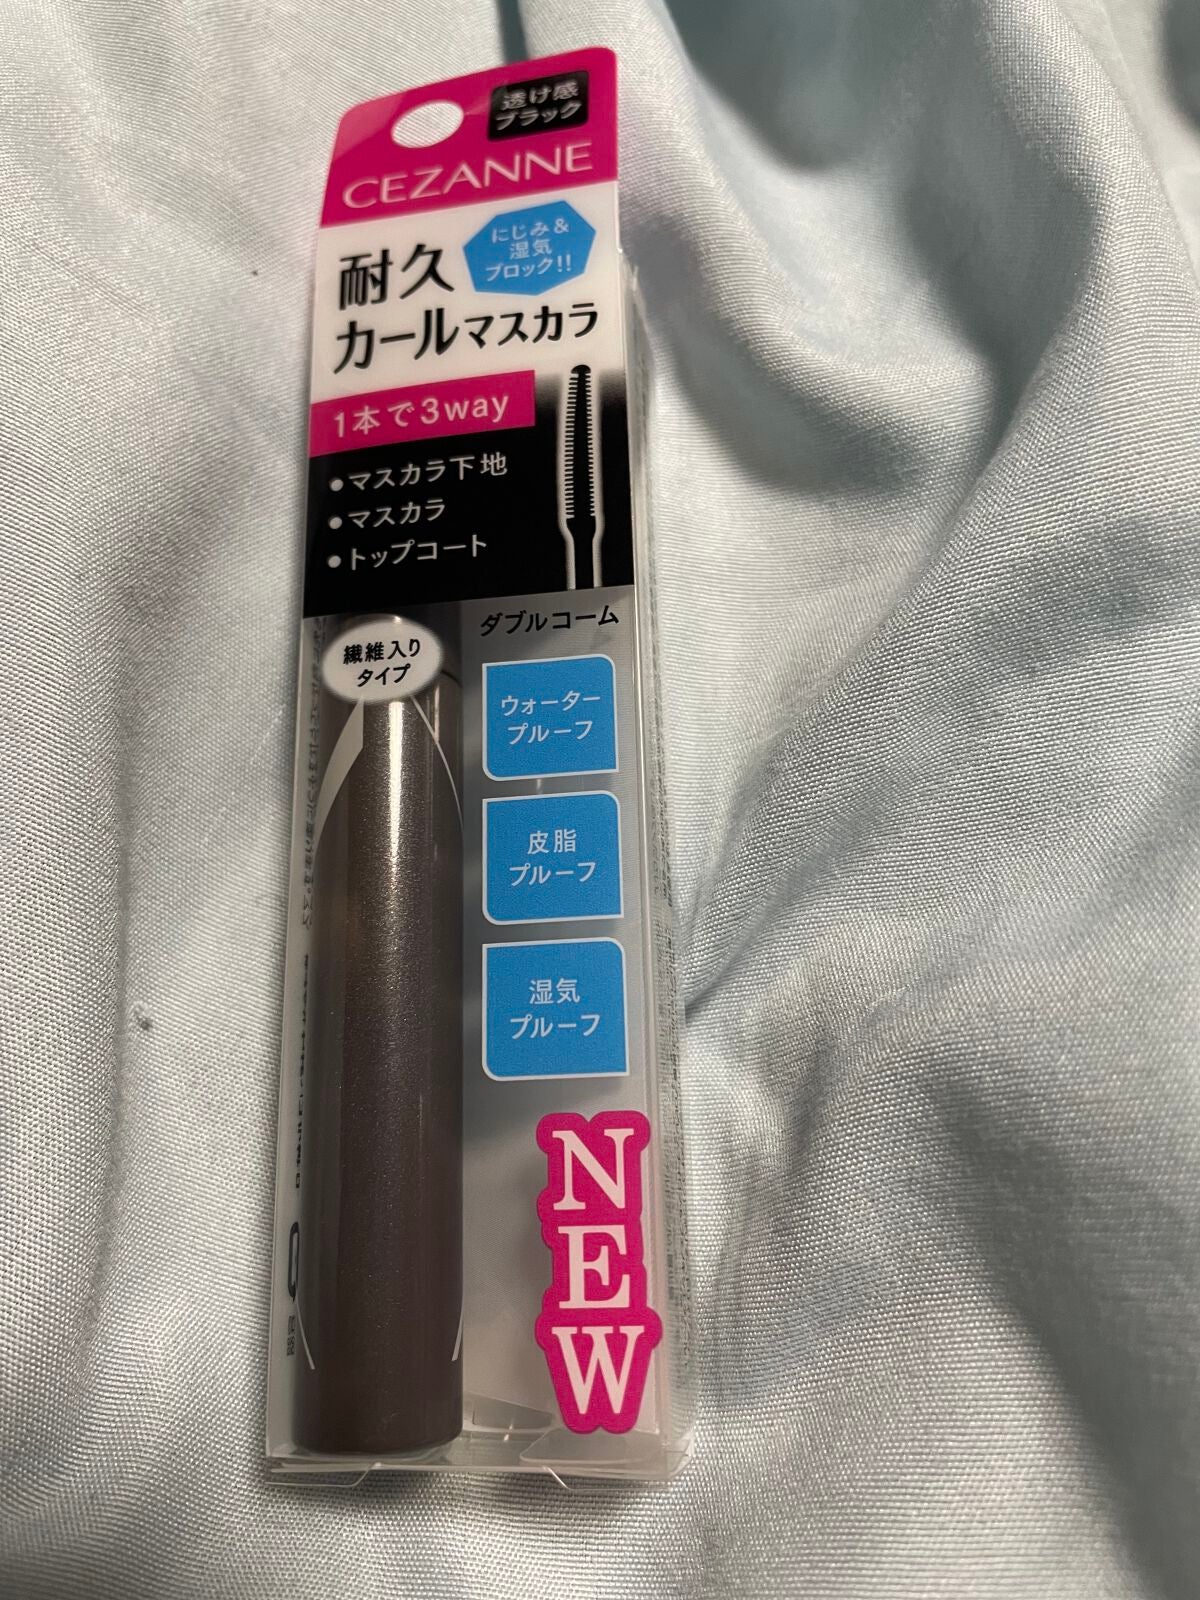 透け感
ブラック
CEZANNE
にじみ&
湿気
ブロック!!
耐久
カールマスカラ
1本で3way
●マスカラ下地
●マスカラ
●トップコート
ダブルコーム
繊維入り
タイプ
ウォーター
プルーフ
皮脂
プルーフ
湿気
プルーフ
NEW